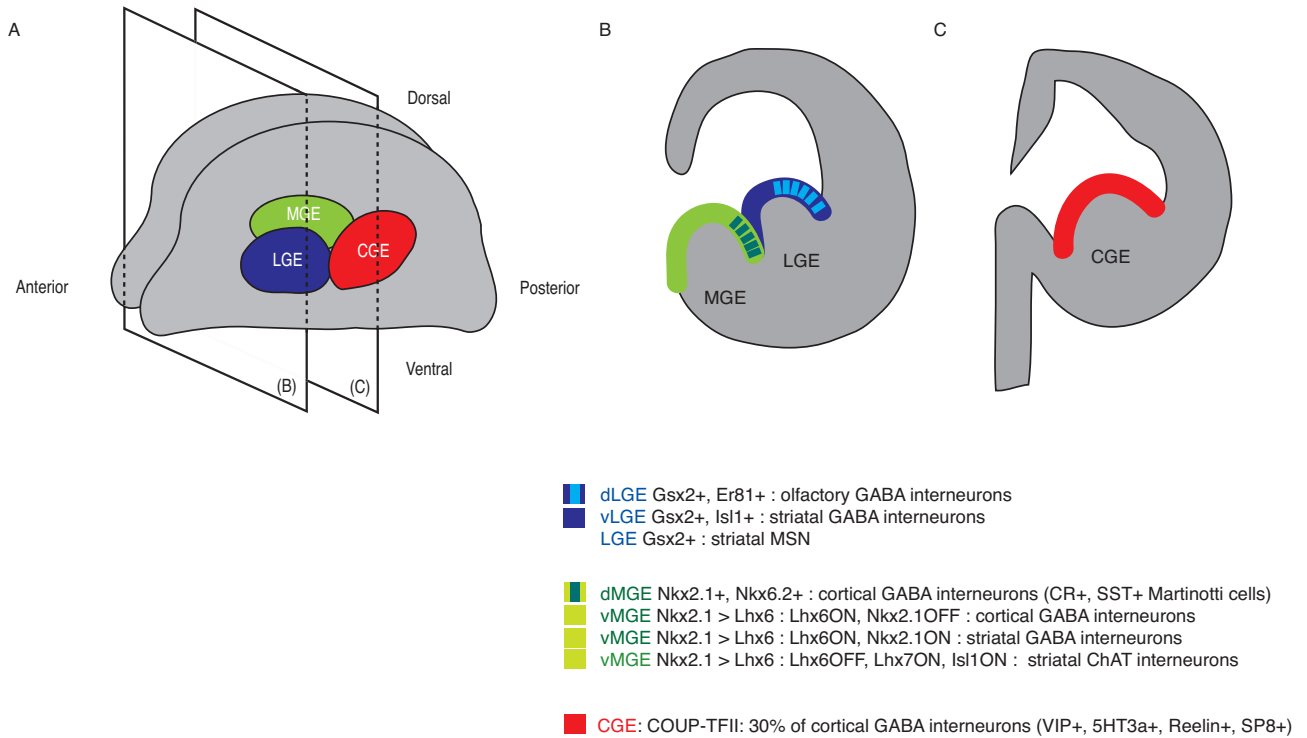 A
Dorsal
MGE
LGE
CGE
Anterior
Posterior
Ventral
(B)
(C)
B
LGE
MGE
C
CGE
dLGE Gsx2+, Er81+ : olfactory GABA interneurons
vLGE Gsx2+, Isl1+ : striatal GABA interneurons
LGE Gsx2+ : striatal MSN
dMGE Nkx2.1+, Nkx6.2+ : cortical GABA interneurons (CR+, SST+ Martinotti cells)
vMGE Nkx2.1 > Lhx6 : Lhx6ON, Nkx2.1OFF : cortical GABA interneurons
vMGE Nkx2.1 > Lhx6 : Lhx6ON, Nkx2.1ON : striatal GABA interneurons
vMGE Nkx2.1 > Lhx6 : Lhx6OFF, Lhx7ON, Isl1ON : striatal ChAT interneurons
CGE: COUP-TFII: 30% of cortical GABA interneurons (VIP+, 5HT3a+, Reelin+, SP8+)